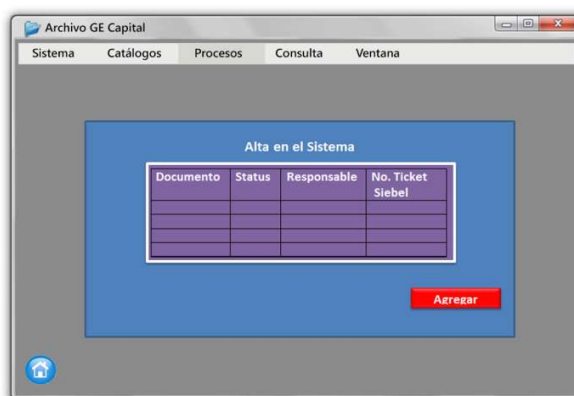 Archivo GE Capital
Sistema Catálogos Procesos Consulta Ventana
Alta en el Sistema
Documento Status Responsable No. Ticket
Siebel
Agregar